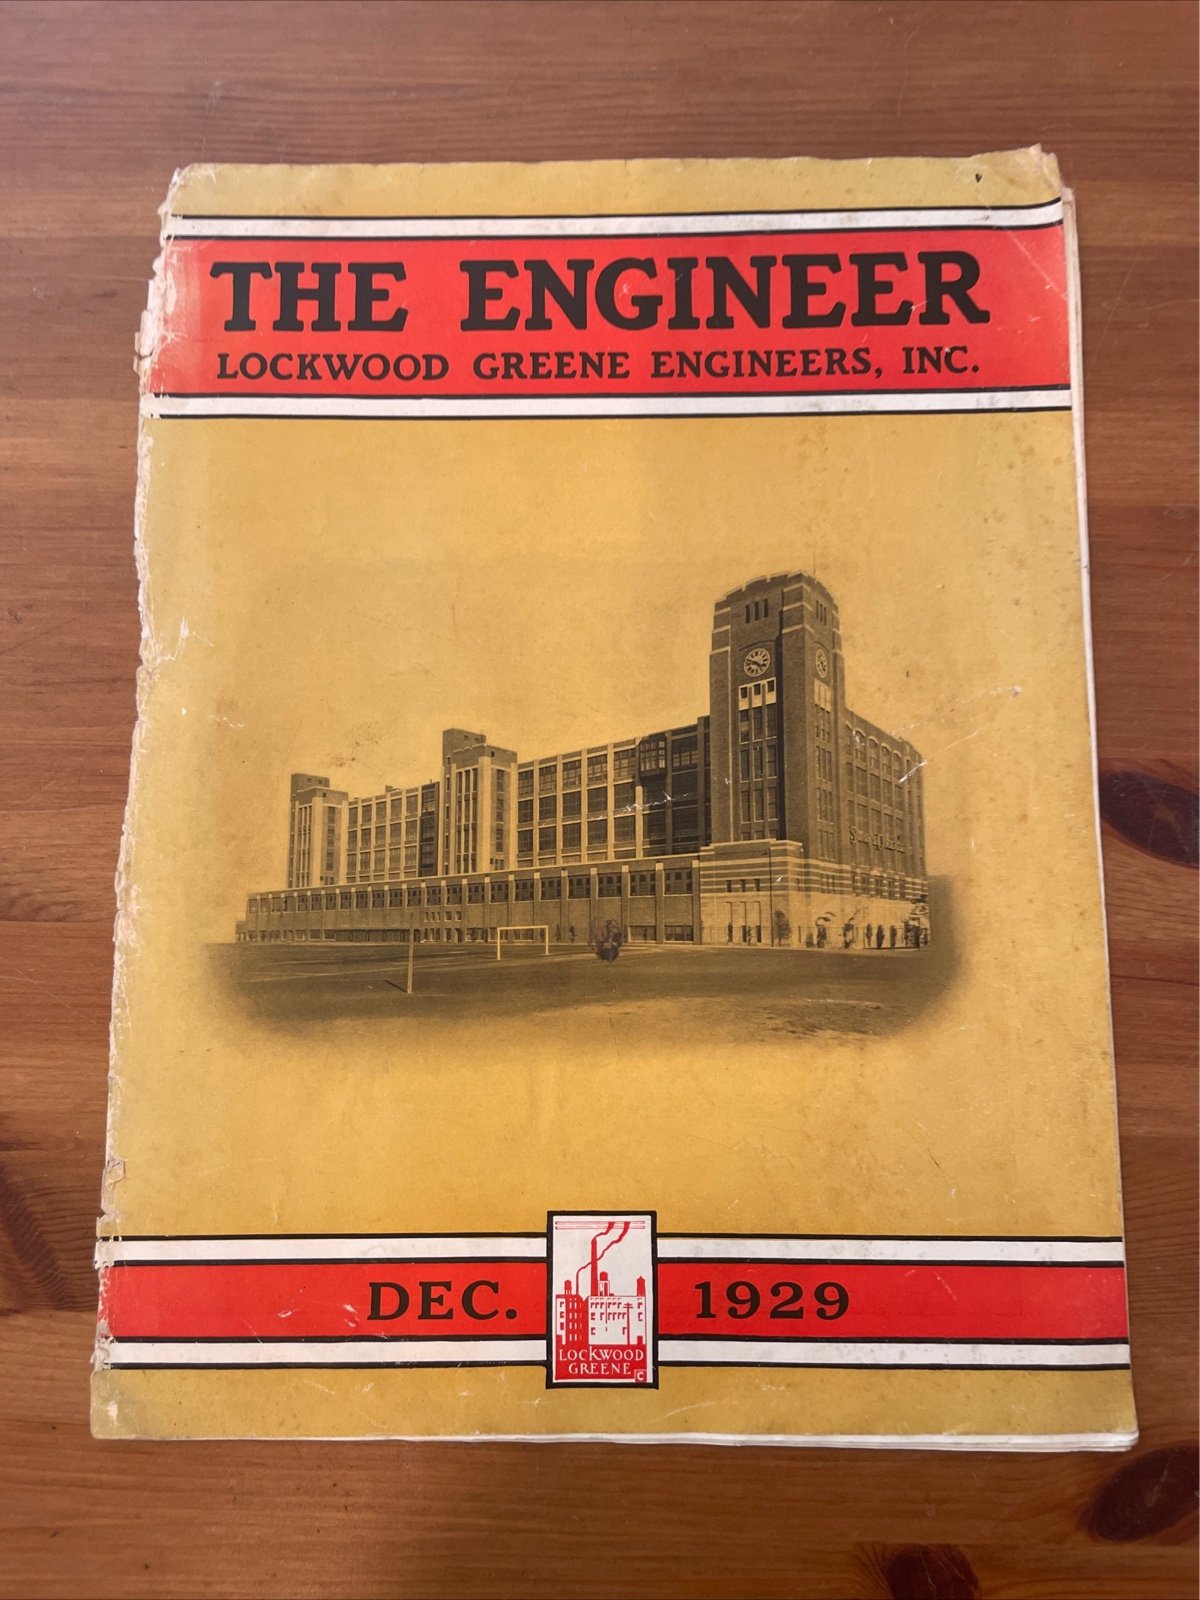 THE ENGINEER
LOCKWOOD GREENE ENGINEERS, INC.
DEC. 1929
LOCKWOOD
GREENE
C